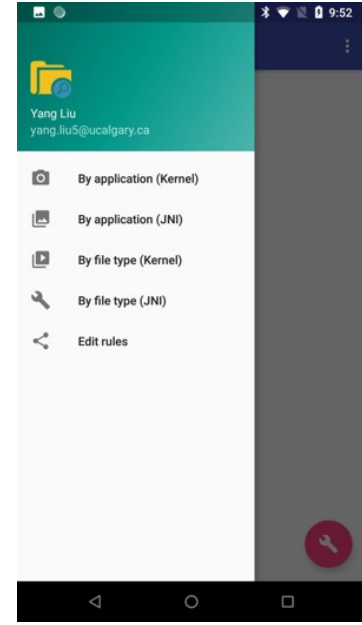 9:52
Yang Liu
yang.liu5@ucalgary.ca
By application (Kernel)
By application (JNI)
By file type (Kernel)
By file type (JNI)
Edit rules